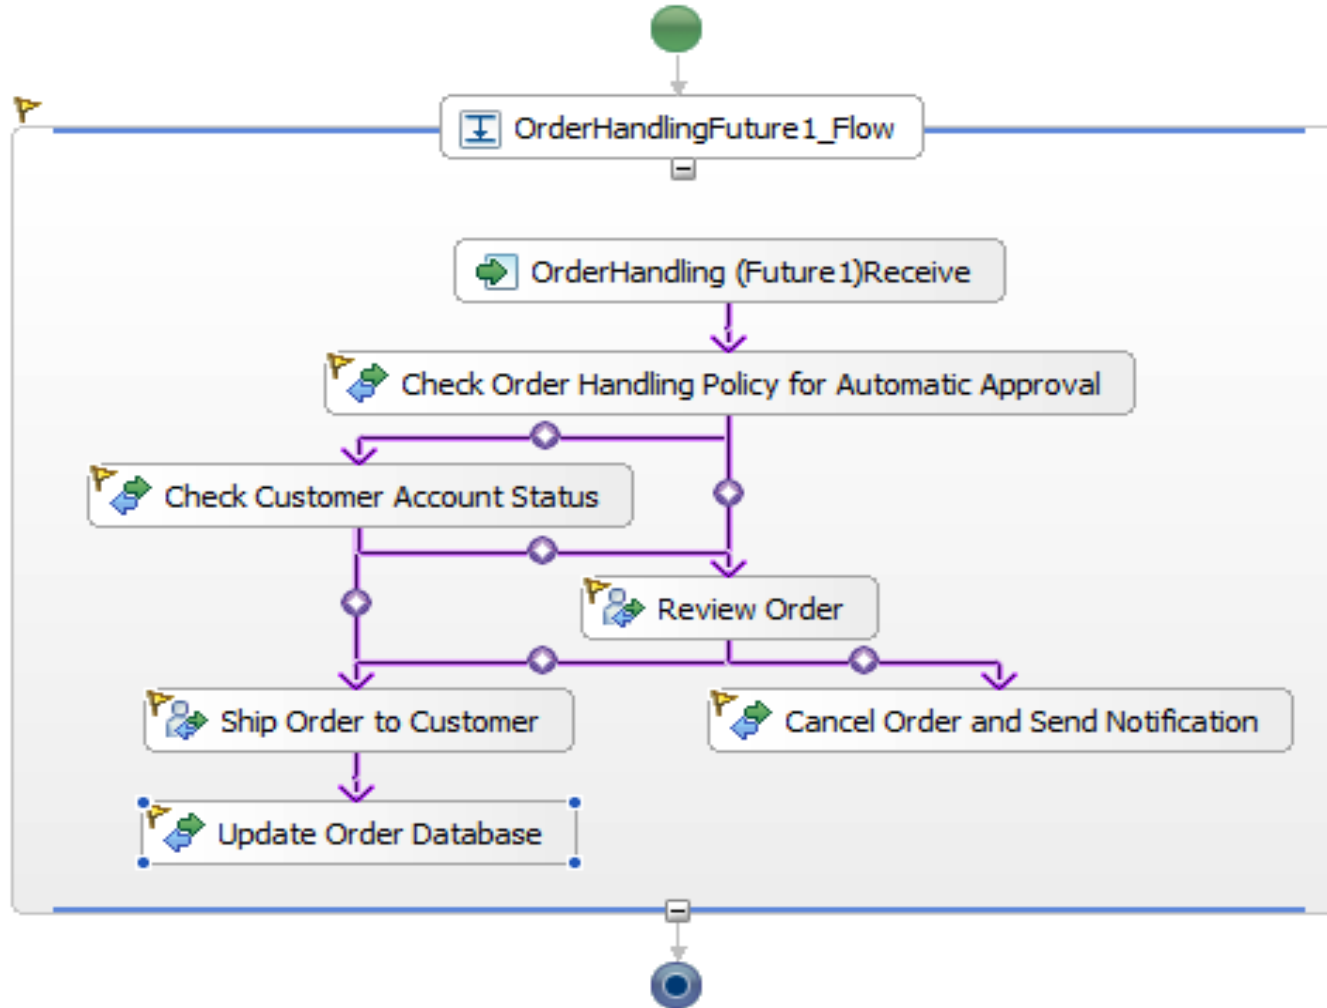 OrderHandlingFuture1_Flow
OrderHandling (Future1)Receive
Check Order Handling Policy for Automatic Approval
Check Customer Account Status
Review Order
Ship Order to Customer
Cancel Order and Send Notification
Update Order Database